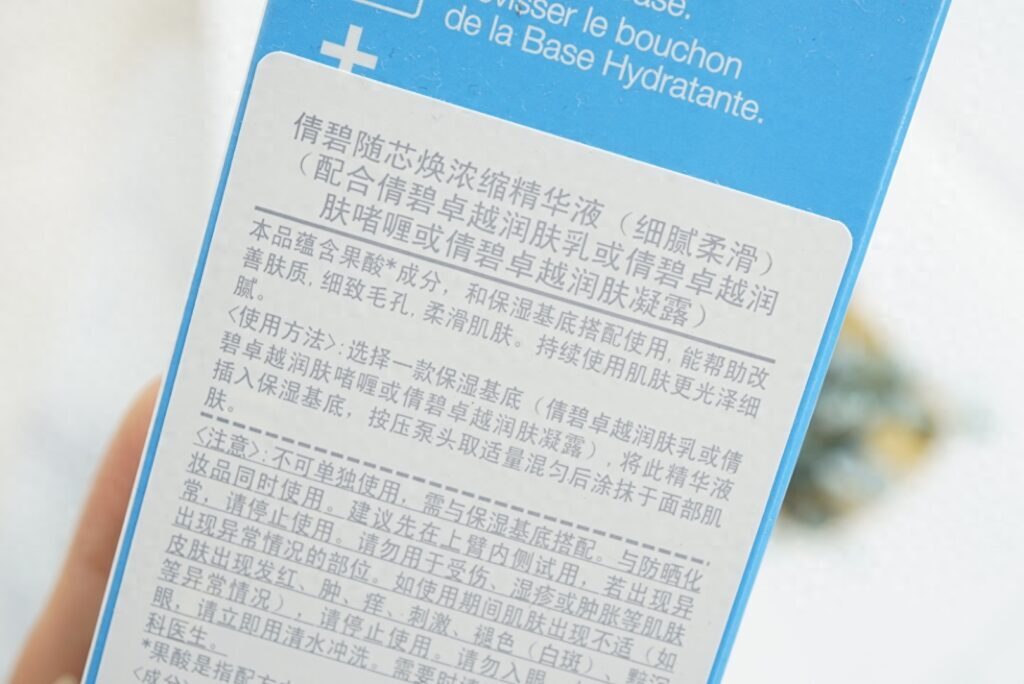 le bouchon
de la Base Hydratante.
倩碧随芯焕浓缩精华液（细腻柔滑）
（配合倩碧卓越润肤乳或倩碧卓越润
肤啫喱或倩碧卓越润肤凝露）
本品蕴含果酸*成分，和保湿基底搭配使用,能帮助改
善肤质,细致毛孔,柔滑肌肤。持续使用肌肤更光泽细
腻。
<使用方法>:选择一款保湿基底（倩碧卓越润肤乳或倩
碧卓越润肤啫喱或倩碧卓越润肤凝露），将此精华液
插入保湿基底，按压泵头取适量混匀后涂抹于面部肌
肤。
<注意>:不可单独使用，需与保湿基底搭配。与防晒化
妆品同时使用。建议先在上臂内侧试用，若出现异
常，请停止使用。请勿用于受伤、湿疹或肿胀等肌肤
出现异常情况的部位。如使用期间肌肤出现不适（如
皮肤出现发红、肿、痒、刺激、褪色（白斑）、黯沉
等异常情况），请停止使用。请勿入眼，
眼，请立即用清水冲洗。需要时请
科医生。
*果酸是指配方中
<成分>